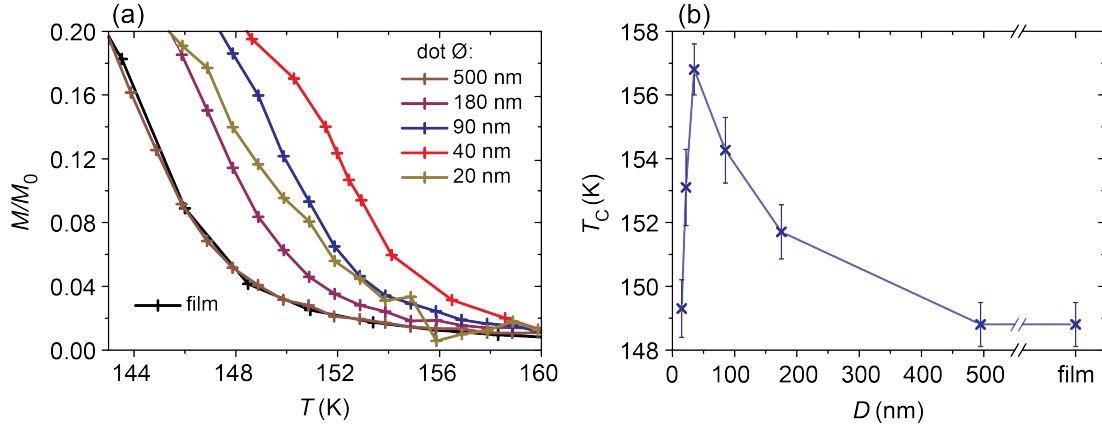 (a)
0.20
0.16
0.12
0.08
0.04
0.00
M/M0
dot Ø:
500 nm
180 nm
90 nm
40 nm
20 nm
film
144 148 152 156 160
T (K)
(b)
158
156
154
152
150
148
TC (K)
0 100 200 300 400 500 film
D (nm)